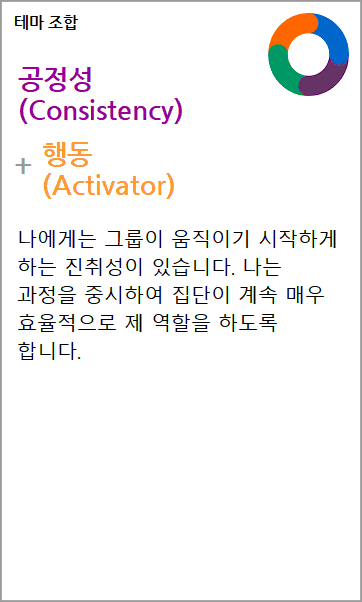 테마 조합
공정성
(Consistency)
+ 행동
(Activator)
나에게는 그룹이 움직이기 시작하게
하는 진취성이 있습니다. 나는
과정을 중시하여 집단이 계속 매우
효율적으로 제 역할을 하도록
합니다.